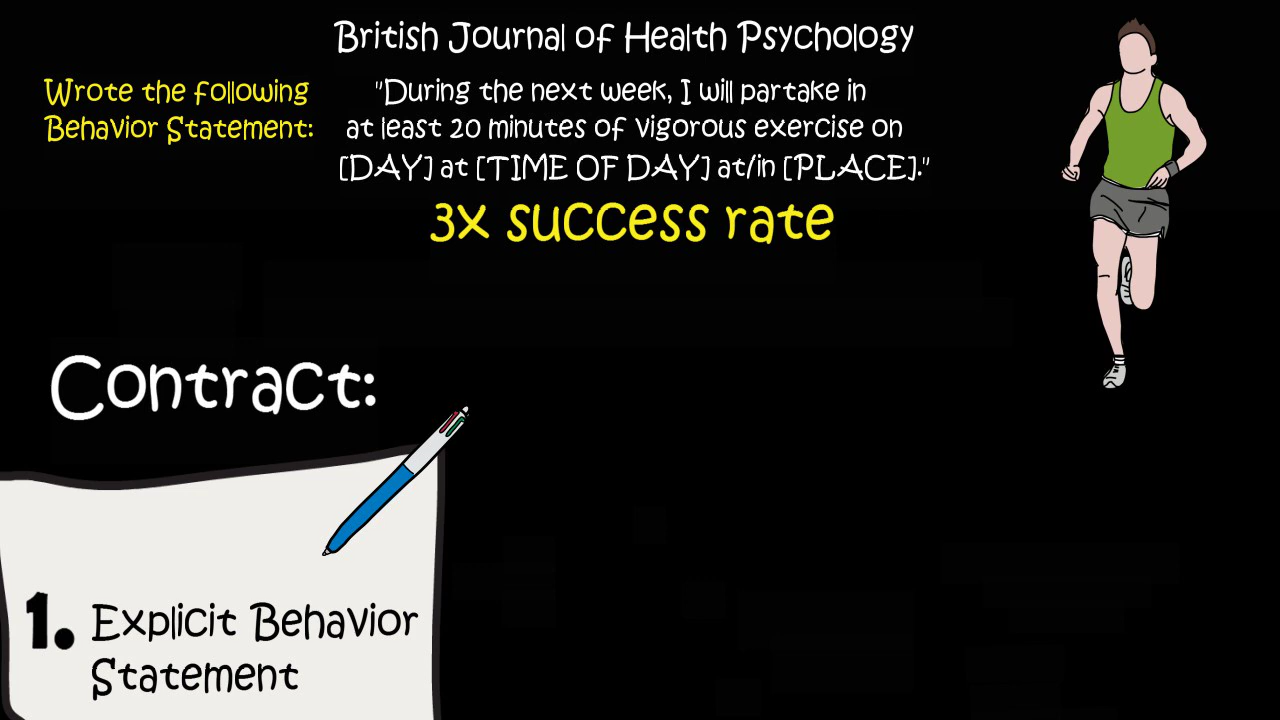 British Journal of Health Psychology
Wrote the following
Behavior Statement:
"During the next week, I will partake in
at least 20 minutes of vigorous exercise on
[DAY] at [TIME OF DAY] at/in [PLACE]."
3x success rate
Contract:
1. Explicit Behavior
Statement